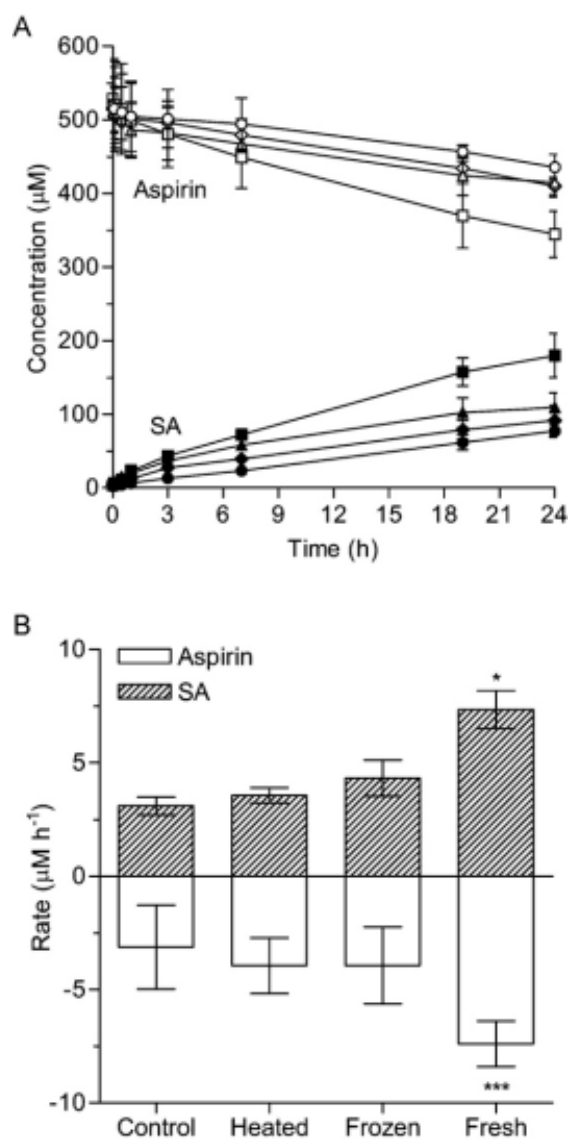 A
600
500
400
300
200
100
0
Concentration (µM)
Aspirin
SA
0 3 6 9 12 15 18 21 24
Time (h)
B
Aspirin
SA
10
5
0
-5
-10
Rate (µM h⁻¹)
*
***
Control Heated Frozen Fresh